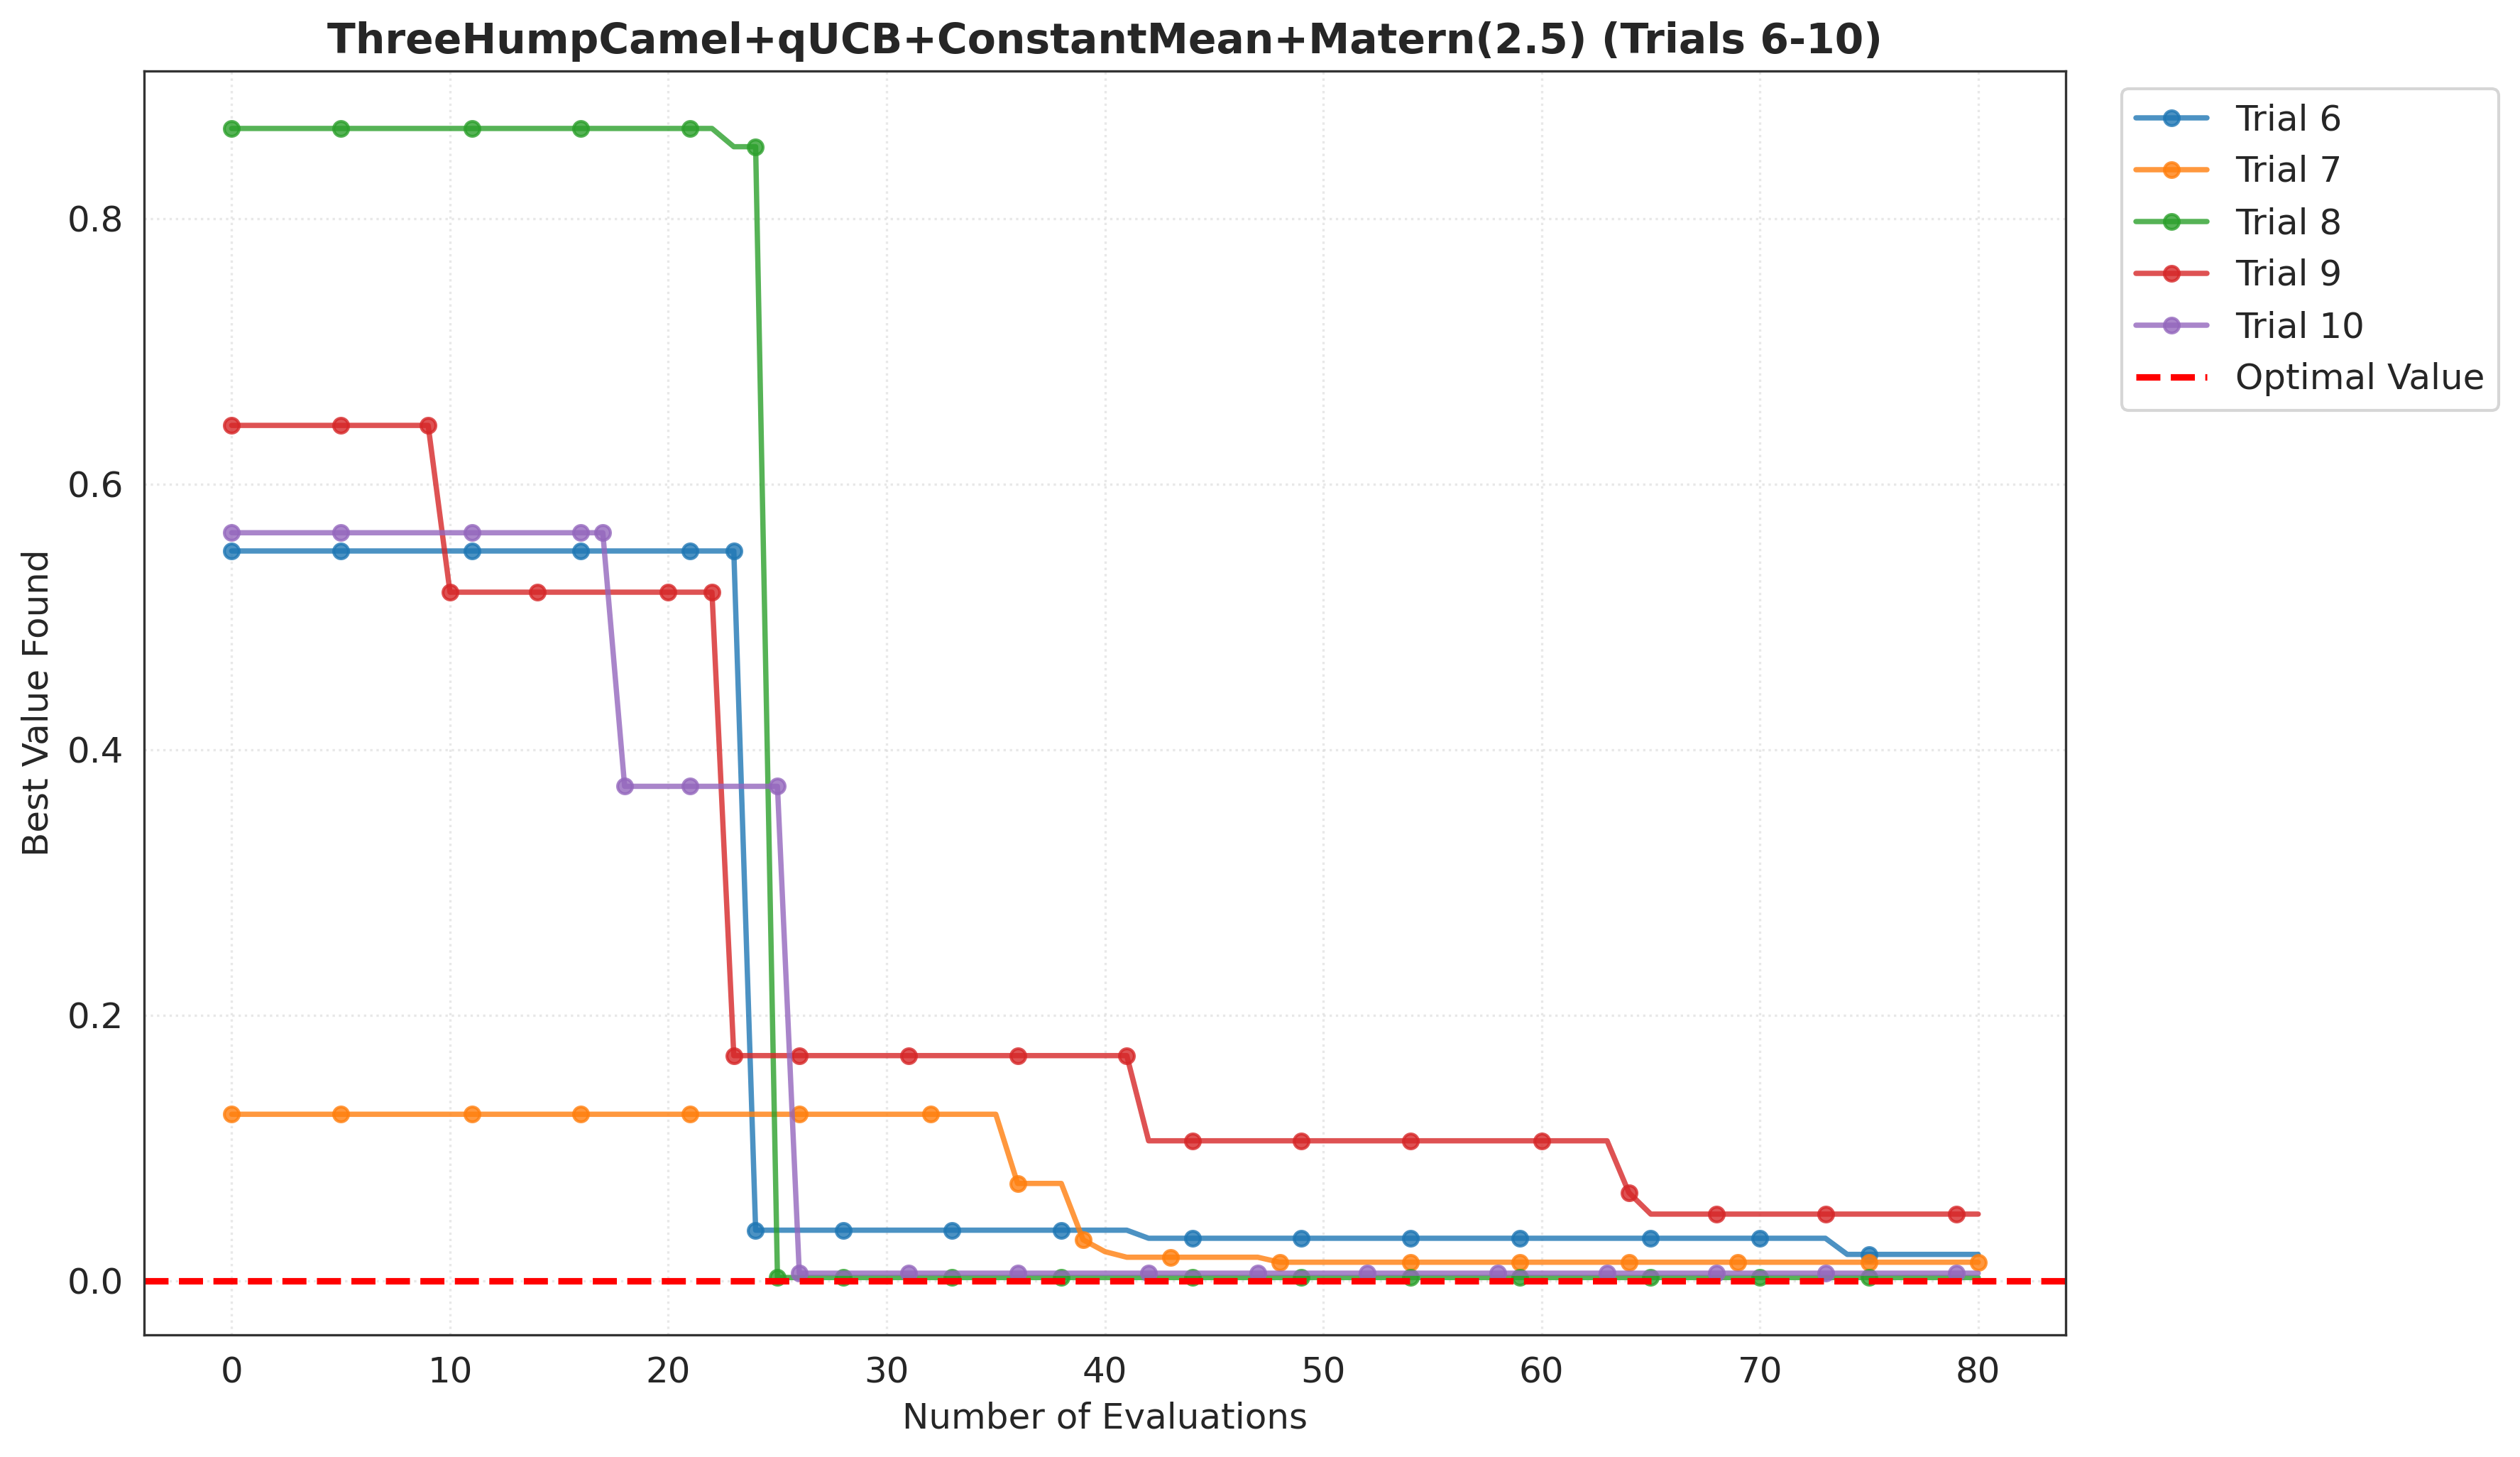 ThreeHumpCamel+qUCB+ConstantMean+Matern(2.5) (Trials 6-10)
Trial 6
Trial 7
Trial 8
Trial 9
Trial 10
Optimal Value
Best Value Found
0.8
0.6
0.4
0.2
0.0
0 10 20 30 40 50 60 70 80
Number of Evaluations